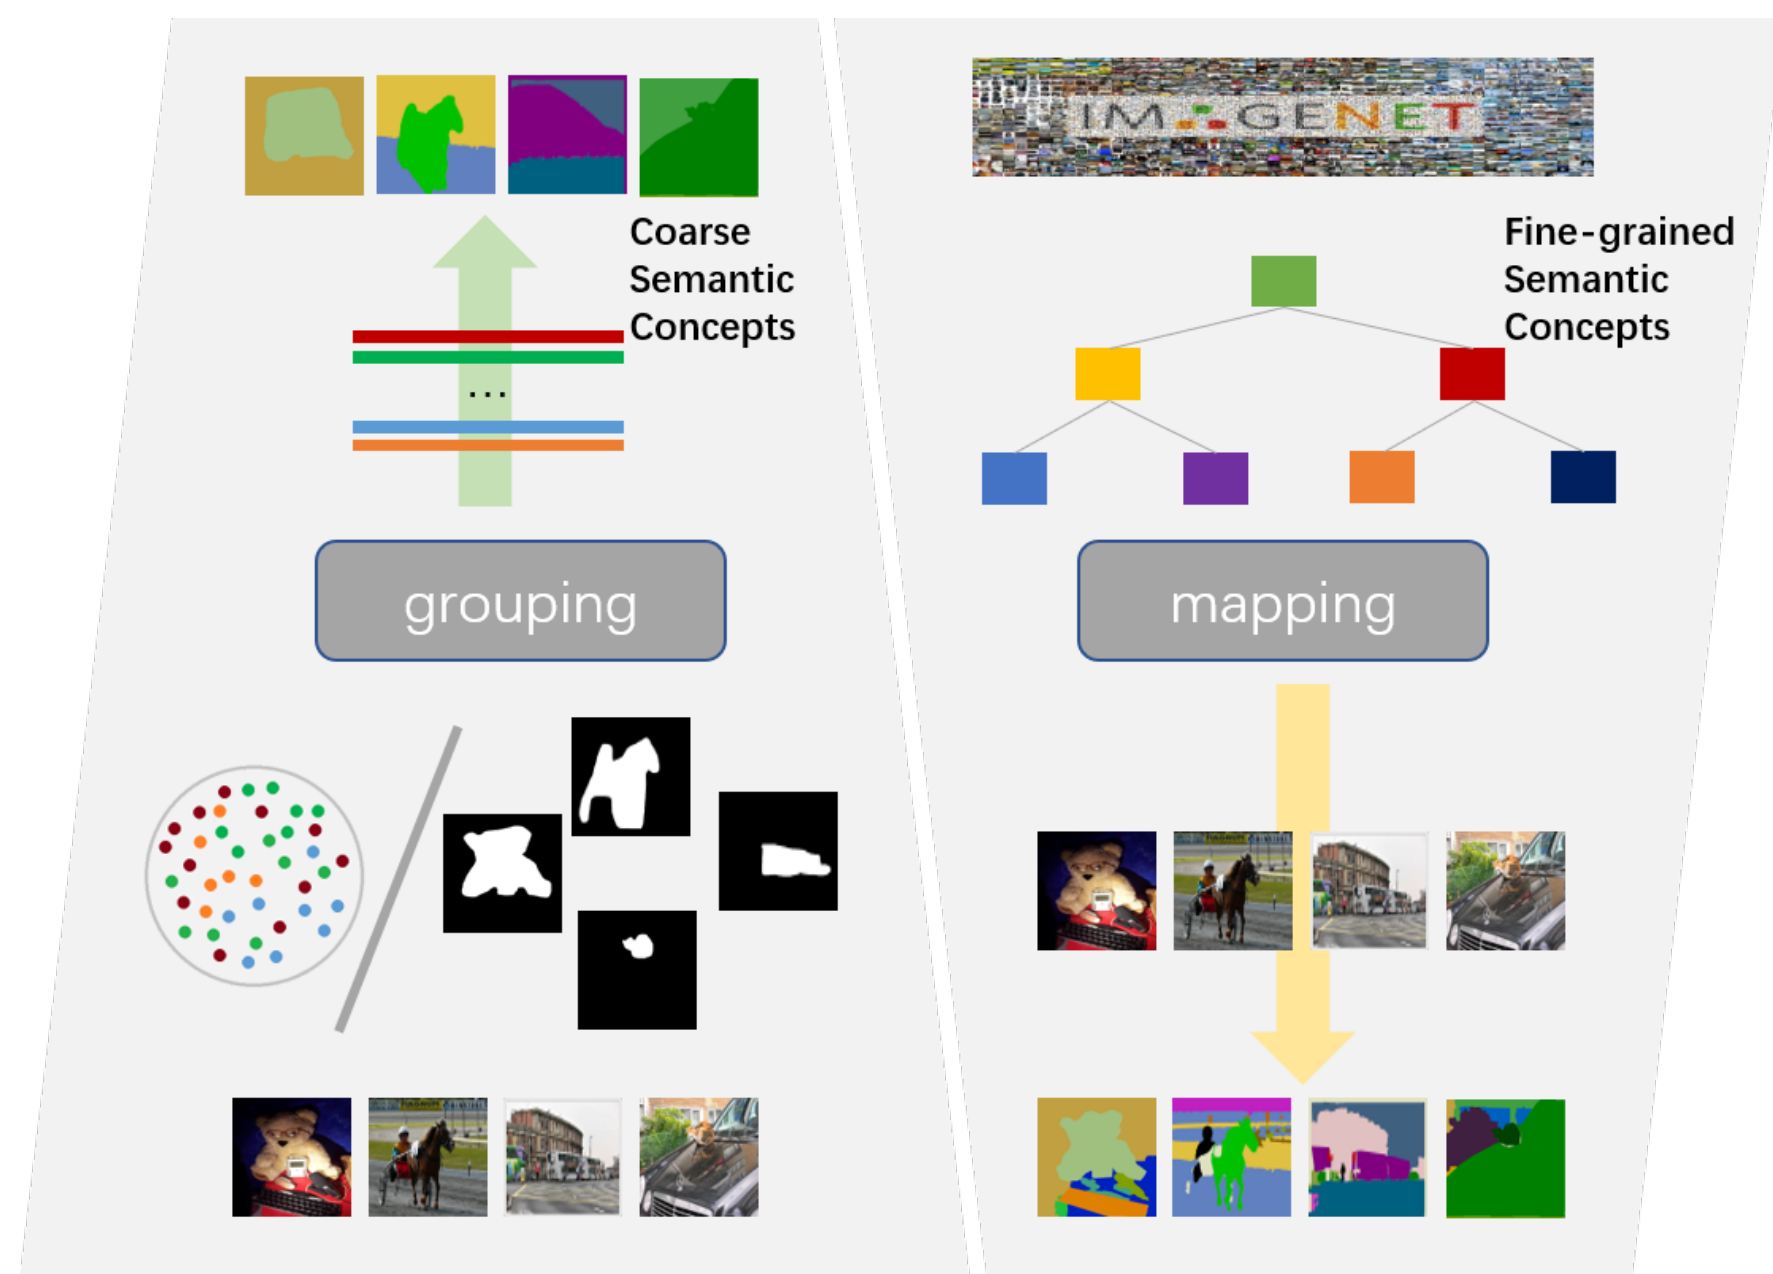 Coarse
Semantic
Concepts
...
grouping
IMAGENET
Fine-grained
Semantic
Concepts
mapping